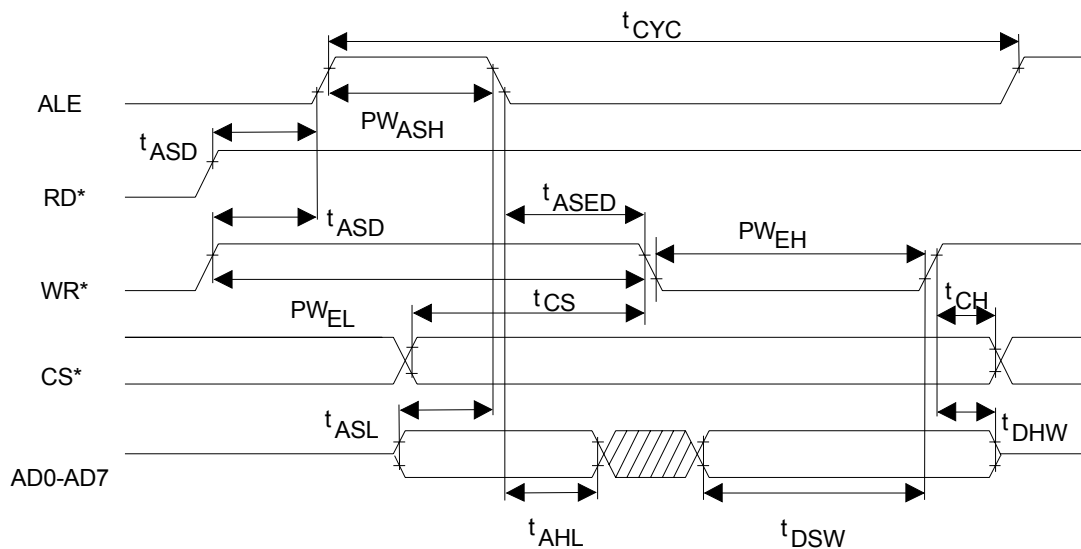 tCYC
ALE
PWASH
tASD
RD*
tASED
tASD
PWEH
WR*
tCS
tCH
PWEL
CS*
tASL
tDHW
AD0-AD7
tAHL
tDSW